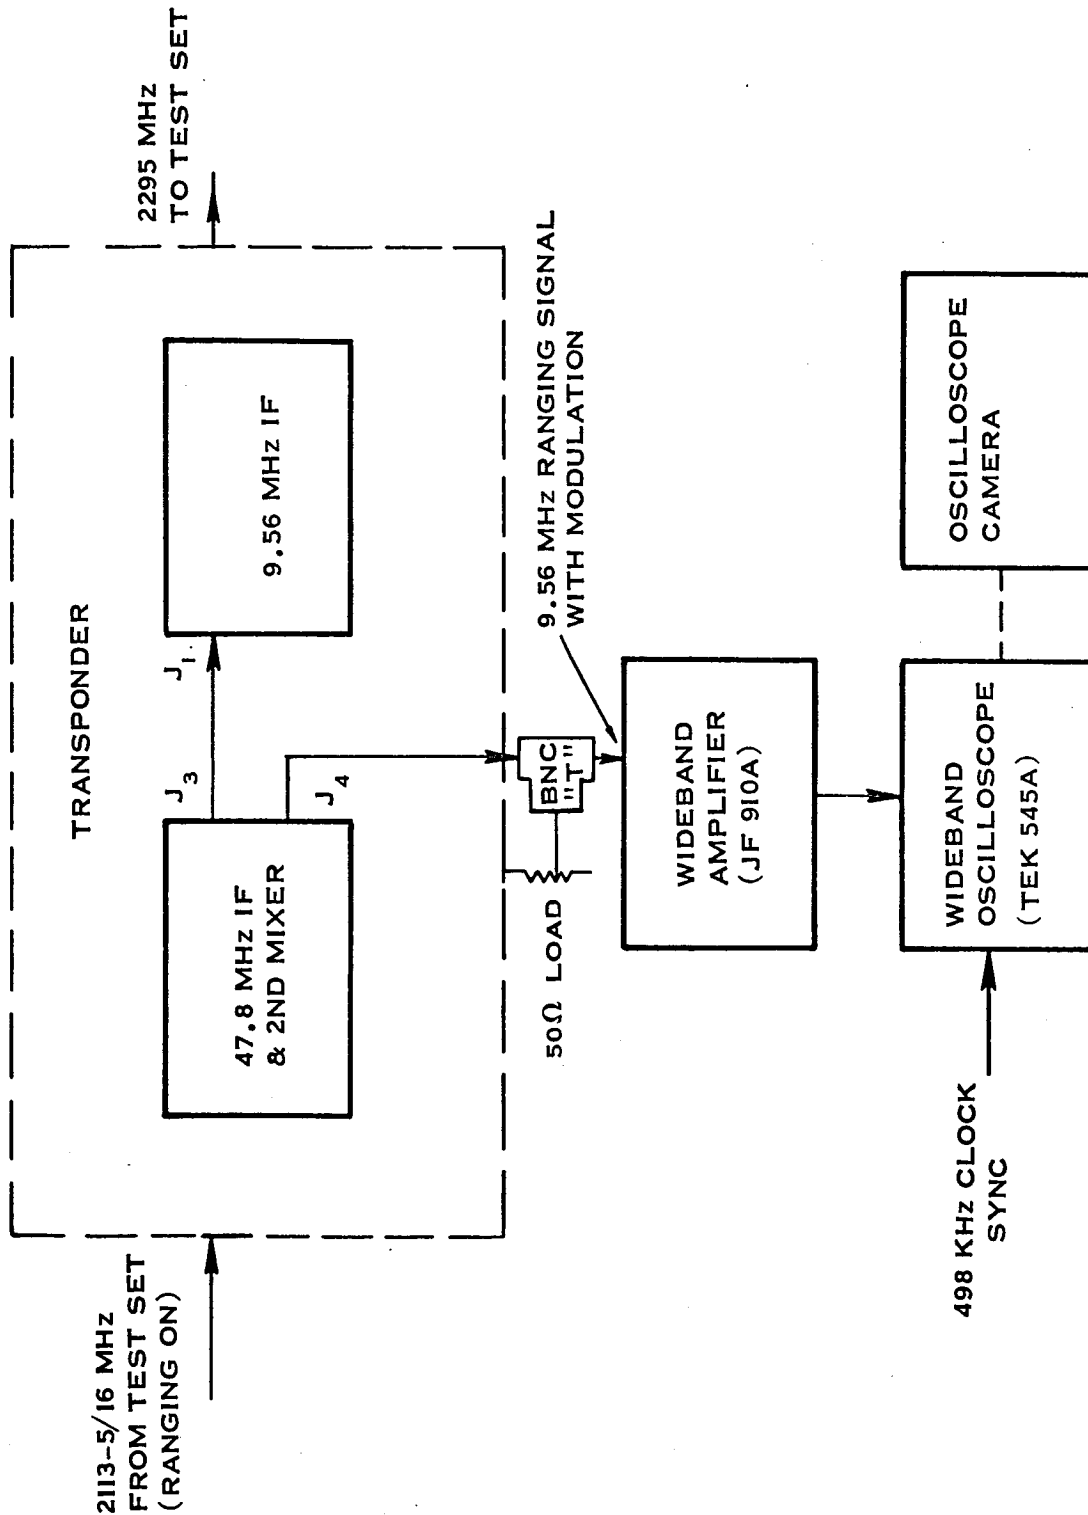 2113-5/16 MHz
FROM TEST SET
(RANGING ON)
TRANSPONDER
47.8 MHz IF
& 2ND MIXER
J3
J4
J1
9.56 MHz IF
2295 MHz
TO TEST SET
50Ω LOAD
BNC
"T"
9.56 MHz RANGING SIGNAL
WITH MODULATION
WIDEBAND
AMPLIFIER
(JF 910A)
498 KHz CLOCK
SYNC
WIDEBAND
OSCILLOSCOPE
(TEK 545A)
OSCILLOSCOPE
CAMERA